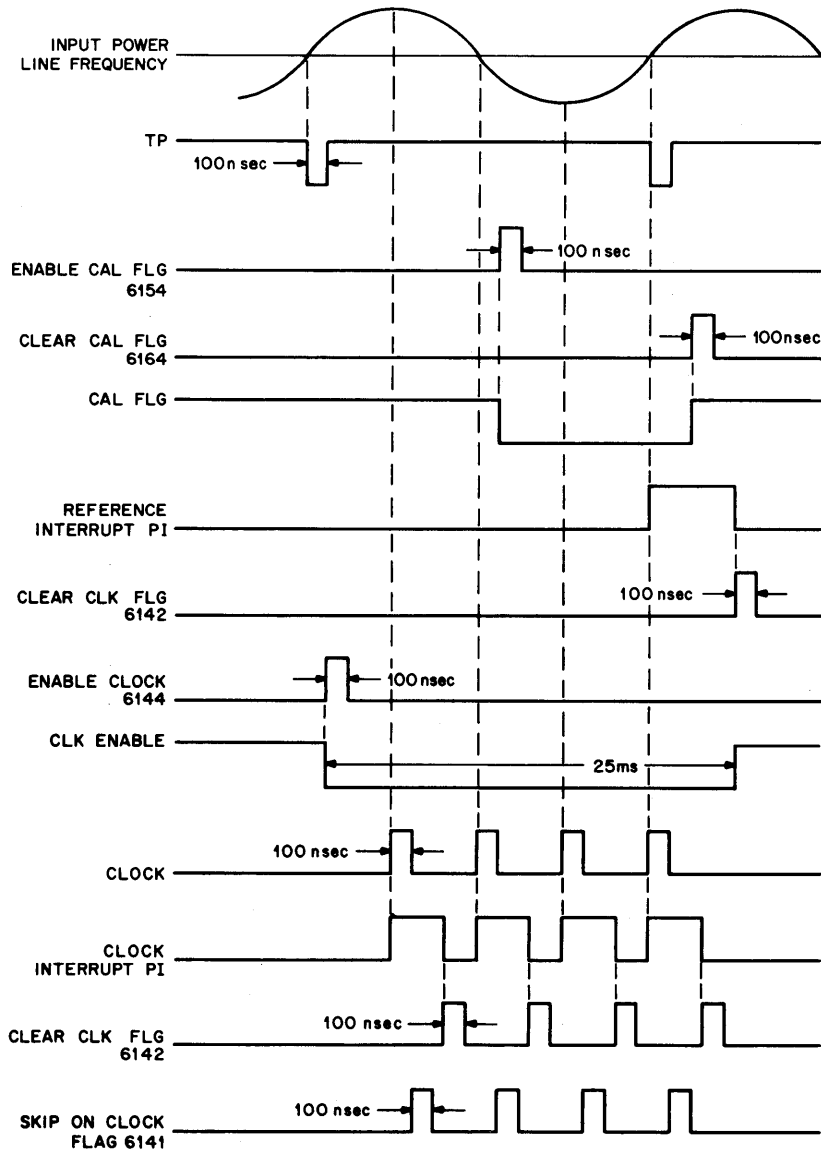 INPUT POWER
LINE FREQUENCY
TP
100n sec
100 nsec
ENABLE CAL FLG
6154
CLEAR CAL FLG
6164
100nsec
CAL FLG
REFERENCE
INTERRUPT PI
CLEAR CLK FLG
6142
100 nsec
ENABLE CLOCK
6144
100nsec
CLK ENABLE
25ms
100 nsec
CLOCK
CLOCK
INTERRUPT PI
CLEAR CLK FLG
6142
100 nsec
100 nsec
SKIP ON CLOCK
FLAG 6141